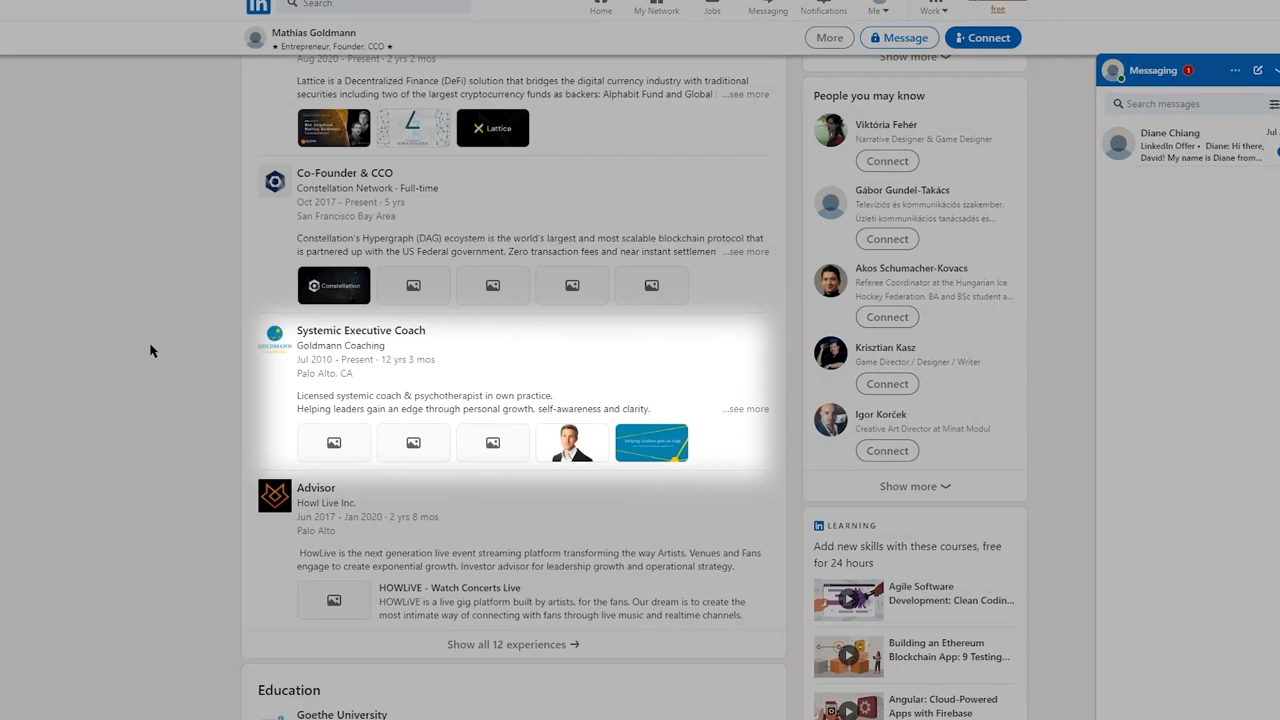 in
Search
Home
My Network
Jobs
Messaging
Notifications
Me
Work
free
Mathias Goldmann
★ Entrepreneur, Founder, CCO ★
More
Message
Connect
Aug 2020 - Present · 2 yrs 2 mos
Lattice is a Decentralized Finance (DeFi) solution that bridges the digital currency industry with traditional
securities including two of the largest cryptocurrency funds as backers: Alphabit Fund and Global
...see more
Lattice
Co-Founder & CCO
Constellation Network · Full-time
Oct 2017 - Present · 5 yrs
San Francisco Bay Area
Constellation's Hypergraph (DAG) ecosystem is the world's largest and most scalable blockchain protocol that
is partnered up with the US Federal government. Zero transaction fees and near instant settlemen
...see more
Constellation
Systemic Executive Coach
GOLDMANN
Goldmann Coaching
Jul 2010 - Present · 12 yrs 3 mos
Palo Alto, CA
Licensed systemic coach & psychotherapist in own practice.
Helping leaders gain an edge through personal growth, self-awareness and clarity.
...see more
Helping leaders gain an edge
Advisor
Howl Live Inc.
Jun 2017 - Jan 2020 · 2 yrs 8 mos
Palo Alto
HowLive is the next generation live event streaming platform transforming the way Artists, Venues and Fans
engage to create exponential growth. Investor advisor for leadership growth and operational strategy.
HOWLiVE - Watch Concerts Live
HOWLiVE is a live gig platform built by artists, for the fans. Our dream is to create the
most intimate way of connecting with fans through live music and realtime channels.
Show all 12 experiences →
Education
Goethe University
Show more
People you may know
Viktória Fehér
Narrative Designer & Game Designer
Connect
Gábor Gundel-Takács
Televíziós és kommunikációs szakember.
Üzleti kommunikációs tanácsadás és...
Connect
Akos Schumacher-Kovacs
Referee Coordinator at the Hungarian Ice
Hockey Federation. BA and BSc student a...
Connect
Krisztian Kasz
Game Director / Designer / Writer
Connect
Igor Korček
Creative Art Director at Minat Modul
Connect
Show more
in LEARNING
Add new skills with these courses, free
for 24 hours
Agile Software
Development: Clean Codin...
Building an Ethereum
Blockchain App: 9 Testing...
Angular: Cloud-Powered
Apps with Firebase
Messaging
1
...
Search messages
Diane Chiang
Jul
LinkedIn Offer • Diane: Hi there,
David! My name is Diane from...